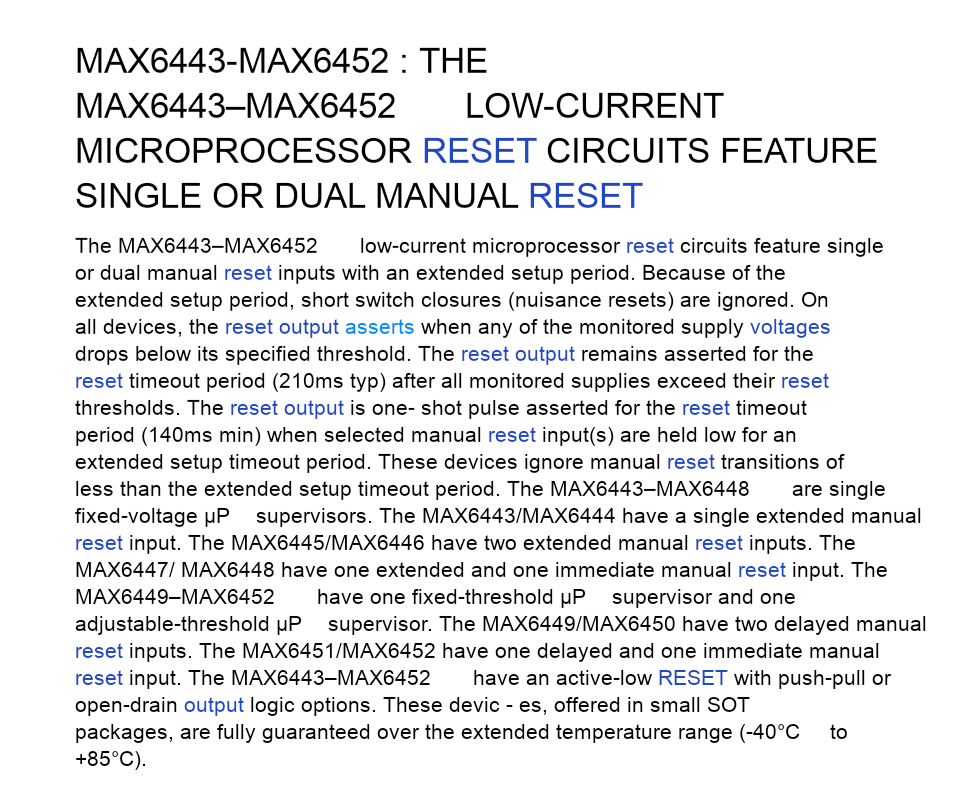 MAX6443-MAX6452 : THE
MAX6443–MAX6452 LOW-CURRENT
MICROPROCESSOR RESET CIRCUITS FEATURE
SINGLE OR DUAL MANUAL RESET
The MAX6443–MAX6452 low-current microprocessor reset circuits feature single
or dual manual reset inputs with an extended setup period. Because of the
extended setup period, short switch closures (nuisance resets) are ignored. On
all devices, the reset output asserts when any of the monitored supply voltages
drops below its specified threshold. The reset output remains asserted for the
reset timeout period (210ms typ) after all monitored supplies exceed their reset
thresholds. The reset output is one- shot pulse asserted for the reset timeout
period (140ms min) when selected manual reset input(s) are held low for an
extended setup timeout period. These devices ignore manual reset transitions of
less than the extended setup timeout period. The MAX6443–MAX6448 are single
fixed-voltage µP supervisors. The MAX6443/MAX6444 have a single extended manual
reset input. The MAX6445/MAX6446 have two extended manual reset inputs. The
MAX6447/ MAX6448 have one extended and one immediate manual reset input. The
MAX6449–MAX6452 have one fixed-threshold µP supervisor and one
adjustable-threshold µP supervisor. The MAX6449/MAX6450 have two delayed manual
reset inputs. The MAX6451/MAX6452 have one delayed and one immediate manual
reset input. The MAX6443–MAX6452 have an active-low RESET with push-pull or
open-drain output logic options. These devic - es, offered in small SOT
packages, are fully guaranteed over the extended temperature range (-40°C to
+85°C).